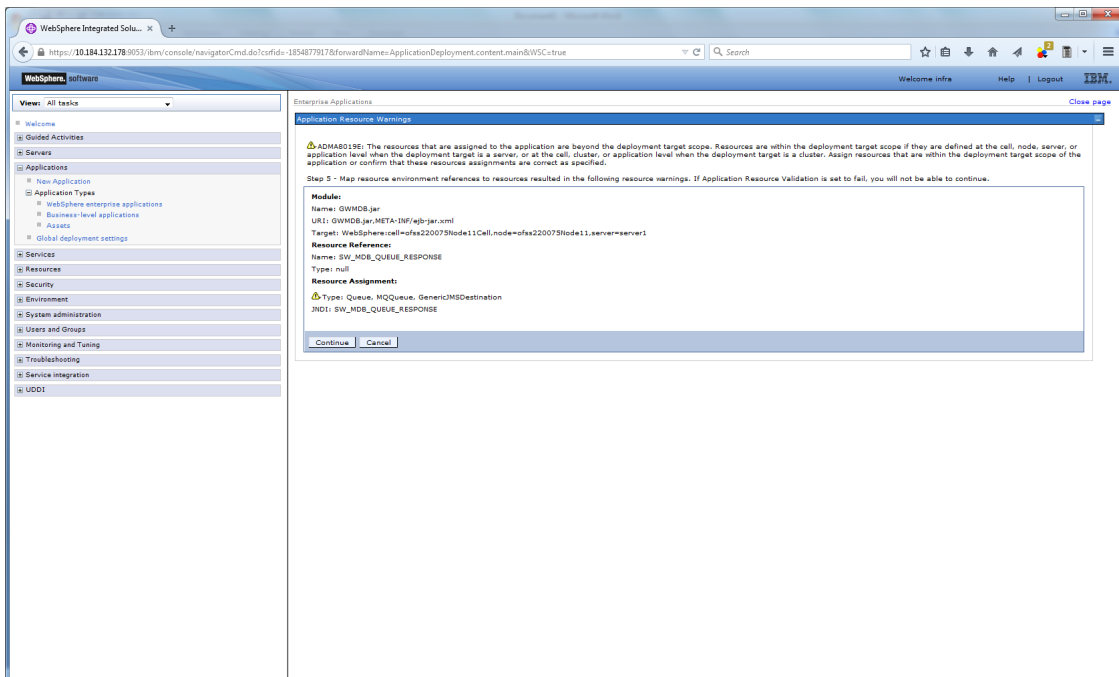 WebSphere Integrated Solu...
https://10.184.132.178:9053/ibm/console/navigatorCmd.do?csrfid=-1854877917&forwardName=ApplicationDeployment.content.main&WSC=true
Search
2
WebSphere. software
Welcome infra
Help | Logout
IBM.
View: All tasks
Welcome
Guided Activities
Servers
Applications
New Application
Application Types
WebSphere enterprise applications
Business-level applications
Assets
Global deployment settings
Services
Resources
Security
Environment
System administration
Users and Groups
Monitoring and Tuning
Troubleshooting
Service integration
UDDI
Enterprise Applications
Close page
Application Resource Warnings
ADMA8019E: The resources that are assigned to the application are beyond the deployment target scope. Resources are within the deployment target scope if they are defined at the cell, node, server, or
application level when the deployment target is a server, or at the cell, cluster, or application level when the deployment target is a cluster. Assign resources that are within the deployment target scope of the
application or confirm that these resources assignments are correct as specified.
Step 5 - Map resource environment references to resources resulted in the following resource warnings. If Application Resource Validation is set to fail, you will not be able to continue.
Module:
Name: GWMDB.jar
URI: GWMDB.jar,META-INF/ejb-jar.xml
Target: WebSphere:cell=ofss220075Node11Cell,node=ofss220075Node11,server=server1
Resource Reference:
Name: SW_MDB_QUEUE_RESPONSE
Type: null
Resource Assignment:
Type: Queue, MQQueue, GenericJMSDestination
JNDI: SW_MDB_QUEUE_RESPONSE
Continue
Cancel